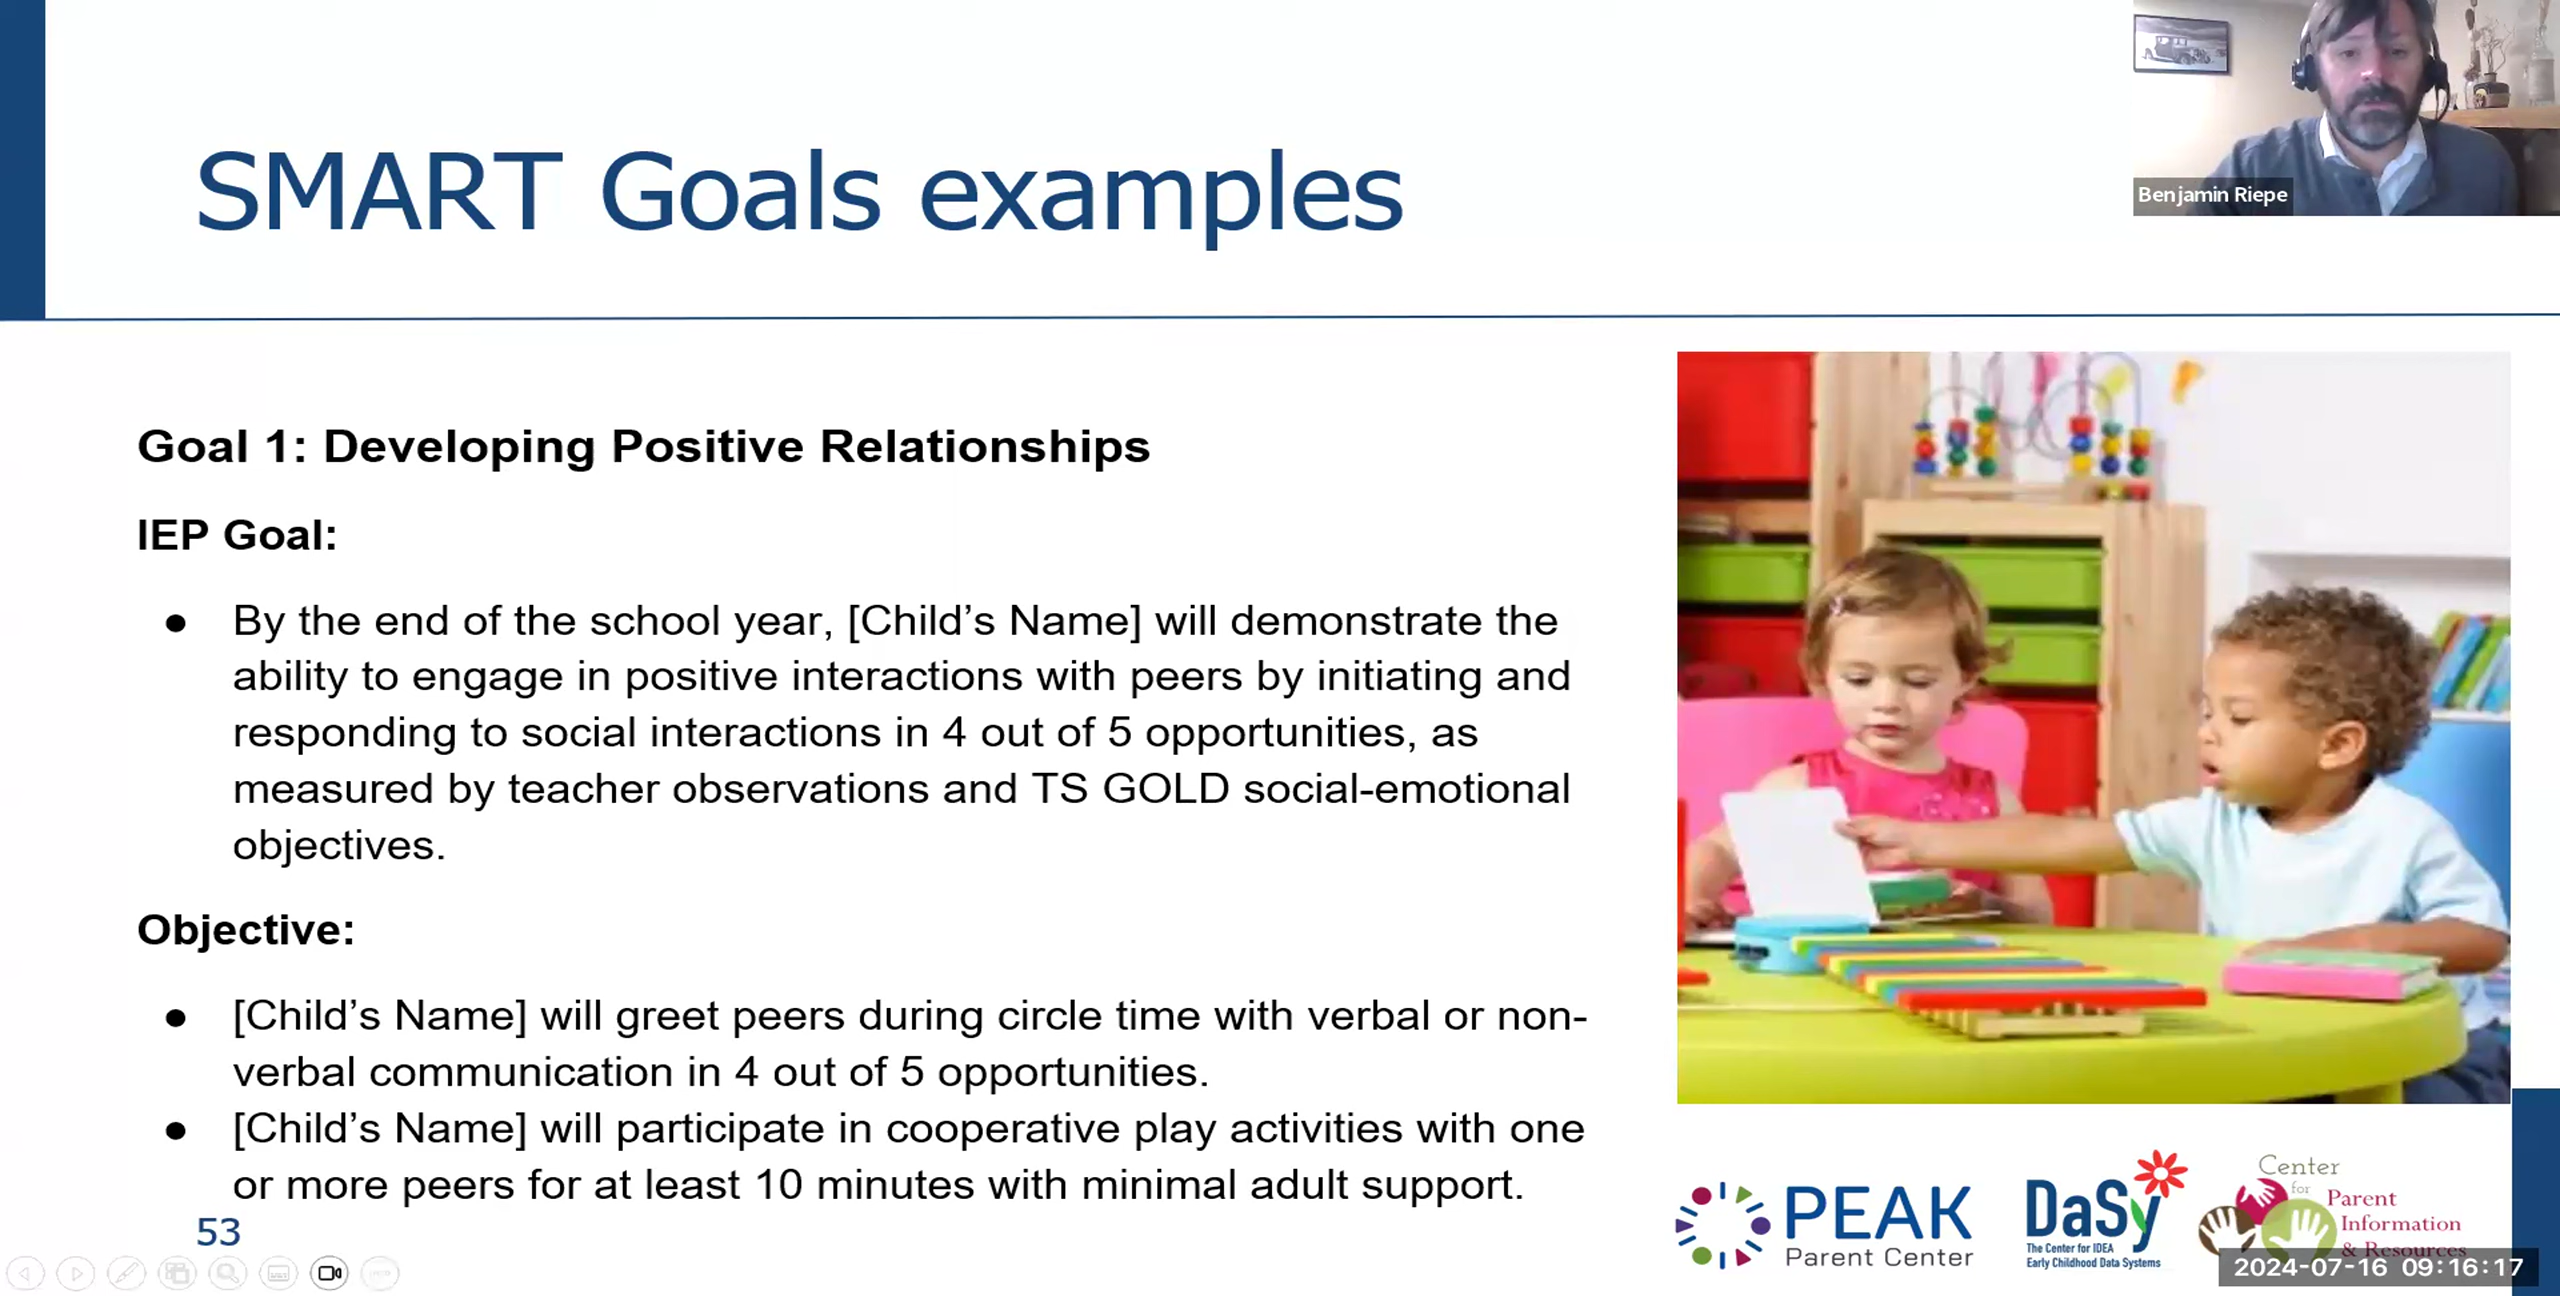 Benjamin Riepe
SMART Goals examples
Goal 1: Developing Positive Relationships
IEP Goal:
● By the end of the school year, [Child’s Name] will demonstrate the
ability to engage in positive interactions with peers by initiating and
responding to social interactions in 4 out of 5 opportunities, as
measured by teacher observations and TS GOLD social-emotional
objectives.
Objective:
● [Child’s Name] will greet peers during circle time with verbal or non-
verbal communication in 4 out of 5 opportunities.
● [Child’s Name] will participate in cooperative play activities with one
or more peers for at least 10 minutes with minimal adult support.
53
PEAK
Parent Center
DaSy
The Center for IDEA
Early Childhood Data Systems
Center
for
Parent
Information
& Resources
2024-07-16 09:16:17